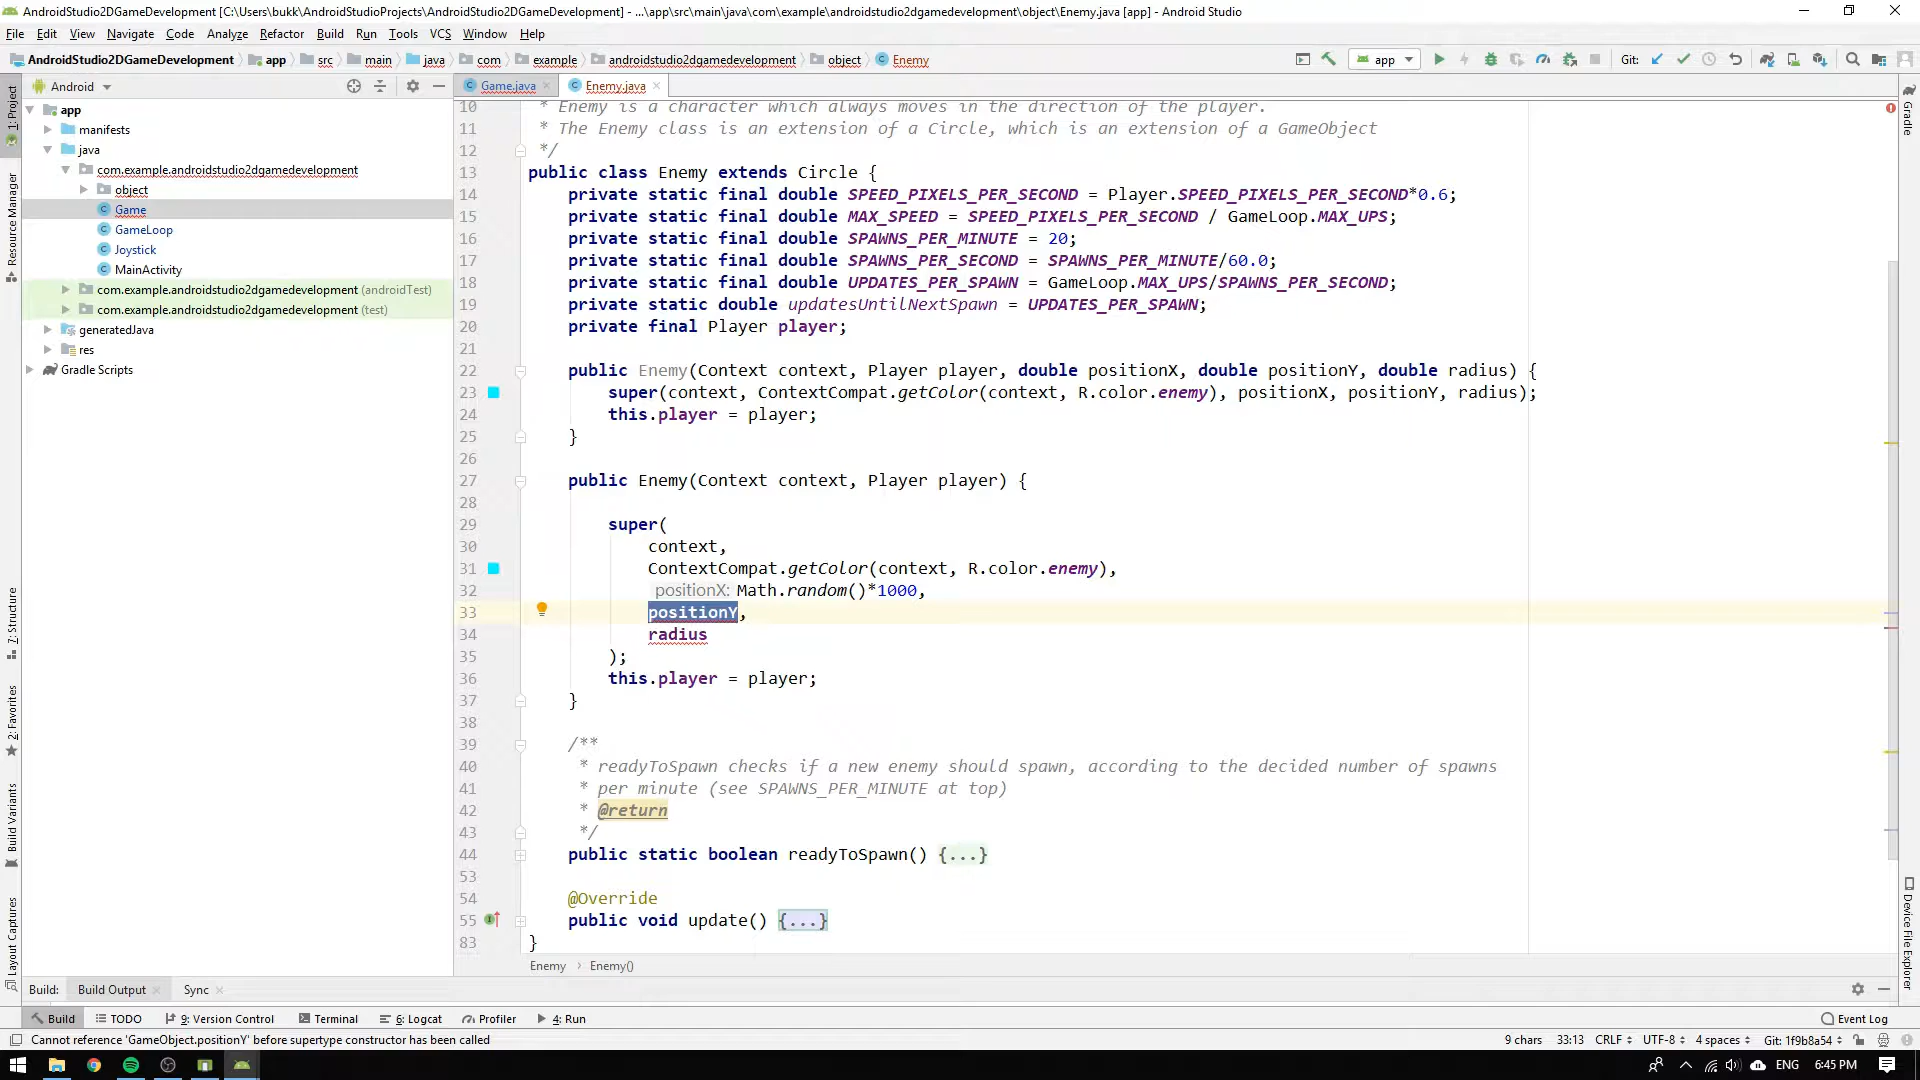 AndroidStudio2DGameDevelopment [C:\Users\bukk\AndroidStudioProjects\AndroidStudio2DGameDevelopment] - ...\app\src\main\java\com\example\androidstudio2dgamedevelopment\object\Enemy.java [app] - Android Studio
File Edit View Navigate Code Analyze Refactor Build Run Tools VCS Window Help
AndroidStudio2DGameDevelopment app src main java com example androidstudio2dgamedevelopment object Enemy app Git:
Android
Game.java
Enemy.java
1: Project
Resource Manager
7: Structure
2: Favorites
Build Variants
Layout Captures
app
manifests
java
com.example.androidstudio2dgamedevelopment
object
Game
GameLoop
Joystick
MainActivity
com.example.androidstudio2dgamedevelopment (androidTest)
com.example.androidstudio2dgamedevelopment (test)
generatedJava
res
Gradle Scripts
10 * Enemy is a character which always moves in the direction of the player.
11 * The Enemy class is an extension of a Circle, which is an extension of a GameObject
12 */
13 public class Enemy extends Circle {
14 private static final double SPEED_PIXELS_PER_SECOND = Player.SPEED_PIXELS_PER_SECOND*0.6;
15 private static final double MAX_SPEED = SPEED_PIXELS_PER_SECOND / GameLoop.MAX_UPS;
16 private static final double SPAWNS_PER_MINUTE = 20;
17 private static final double SPAWNS_PER_SECOND = SPAWNS_PER_MINUTE/60.0;
18 private static final double UPDATES_PER_SPAWN = GameLoop.MAX_UPS/SPAWNS_PER_SECOND;
19 private static double updatesUntilNextSpawn = UPDATES_PER_SPAWN;
20 private final Player player;
21
22 public Enemy(Context context, Player player, double positionX, double positionY, double radius) {
23 super(context, ContextCompat.getColor(context, R.color.enemy), positionX, positionY, radius);
24 this.player = player;
25 }
26
27 public Enemy(Context context, Player player) {
28
29 super(
30 context,
31 ContextCompat.getColor(context, R.color.enemy),
32 positionX: Math.random()*1000,
33 positionY,
34 radius
35 );
36 this.player = player;
37 }
38
39 /**
40 * readyToSpawn checks if a new enemy should spawn, according to the decided number of spawns
41 * per minute (see SPAWNS_PER_MINUTE at top)
42 * @return
43 */
44 public static boolean readyToSpawn() {...}
53
54 @Override
55 public void update() {...}
83 }
Enemy › Enemy()
Gradle
Device File Explorer
Build: Build Output Sync
Build TODO 9: Version Control Terminal 6: Logcat Profiler 4: Run Event Log
Cannot reference 'GameObject.positionY' before supertype constructor has been called 9 chars 33:13 CRLF UTF-8 4 spaces Git: 1f9b8a54
ENG 6:45 PM